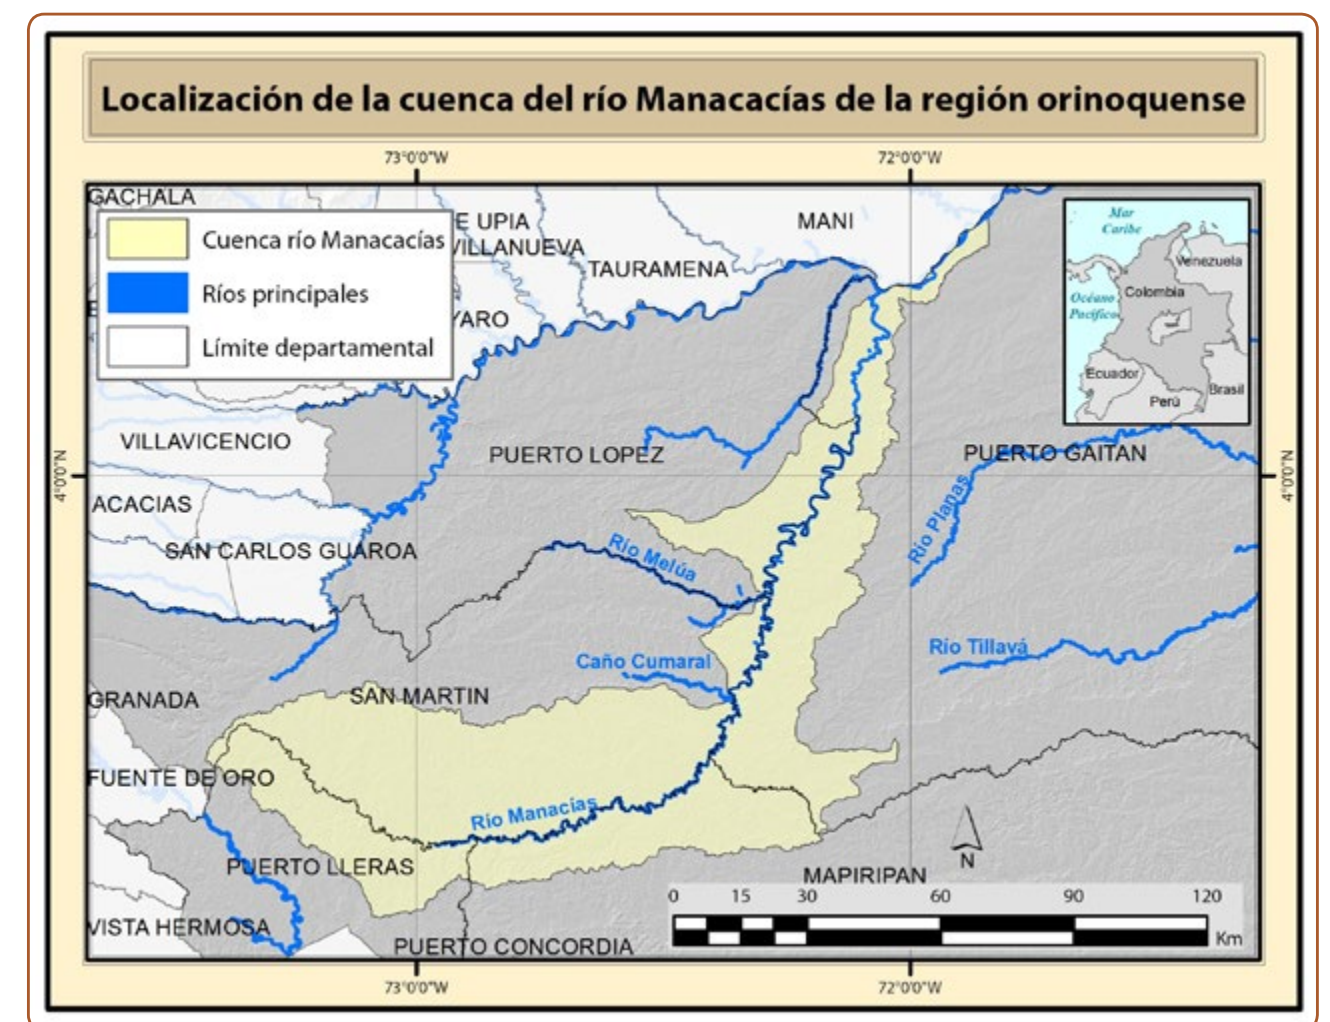 Localización de la cuenca del río Manacacías de la región orinoquense
73°0'0"W
72°0'0"W
GACHALA
Cuenca río Manacacías
Ríos principales
Límite departamental
E UPIA
VILLANUEVA
TAURAMENA
MANI
YARO
Mar
Caribe
Venezuela
Colombia
Océano
Pacífico
Ecuador
Perú
Brasil
VILLAVICENCIO
PUERTO LOPEZ
PUERTO GAITAN
4°0'0"N
4°0'0"N
ACACIAS
SAN CARLOS GUAROA
Río Melúa
Río Planas
Caño Cumaral
Río Tillavá
GRANADA
SAN MARTIN
FUENTE DE ORO
Río Manacías
PUERTO LLERAS
MAPIRIPAN
N
VISTA HERMOSA
PUERTO CONCORDIA
0 15 30 60 90 120
Km
73°0'0"W
72°0'0"W